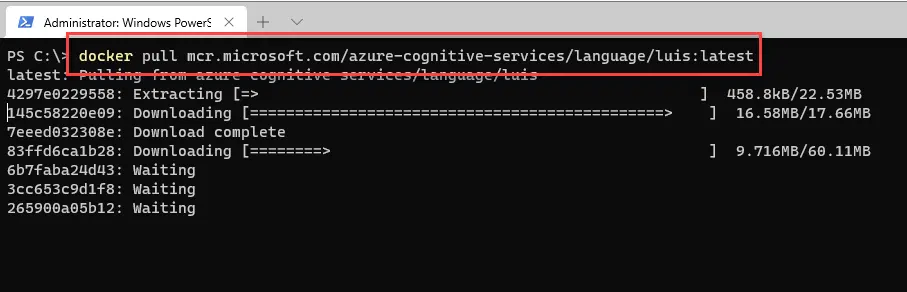 Administrator: Windows PowerS
PS C:\> docker pull mcr.microsoft.com/azure-cognitive-services/language/luis:latest
latest: Pulling from azure-cognitive-services/language/luis
4297e0229558: Extracting [=>                                                  ]  458.8kB/22.53MB
145c58220e09: Downloading [==============================================>    ]  16.58MB/17.66MB
7eeed032308e: Download complete
83ffd6ca1b28: Downloading [========>                                          ]  9.716MB/60.11MB
6b7faba24d43: Waiting
3cc653c9d1f8: Waiting
265900a05b12: Waiting